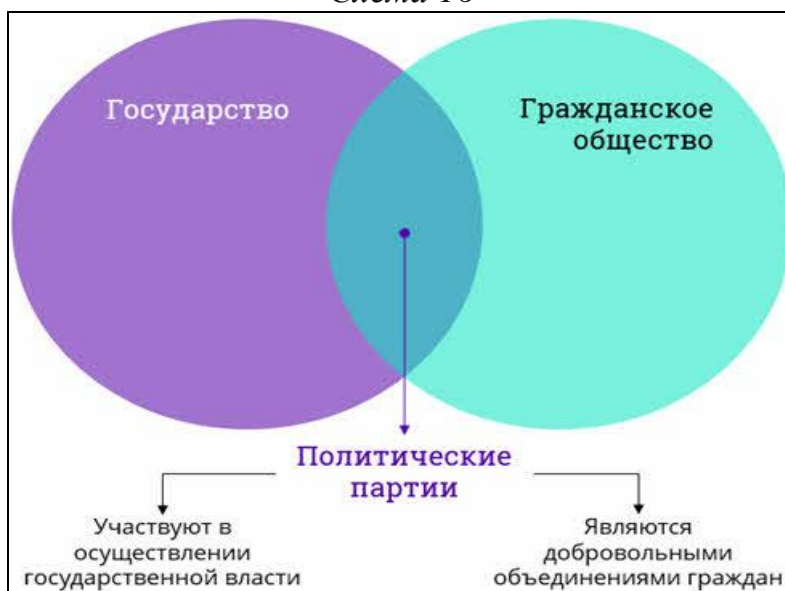 Государство
Гражданское
общество
Политические
партии
Участвуют в
осуществлении
государственной власти
Являются
добровольными
объединениями граждан